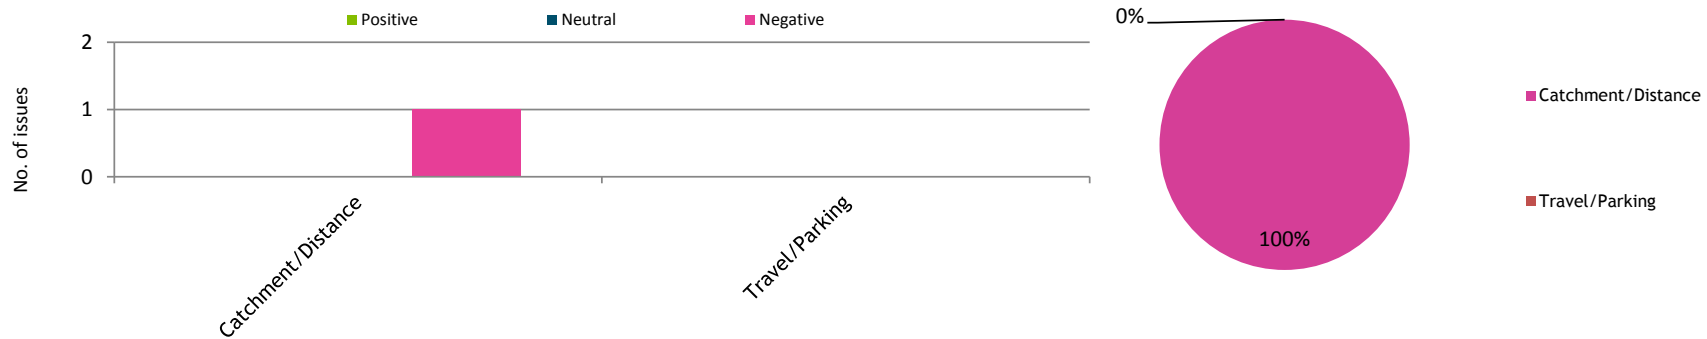 Positive
Neutral
Negative
No. of issues
2
1
0
Catchment/Distance
Travel/Parking
0%
100%
Catchment/Distance
Travel/Parking